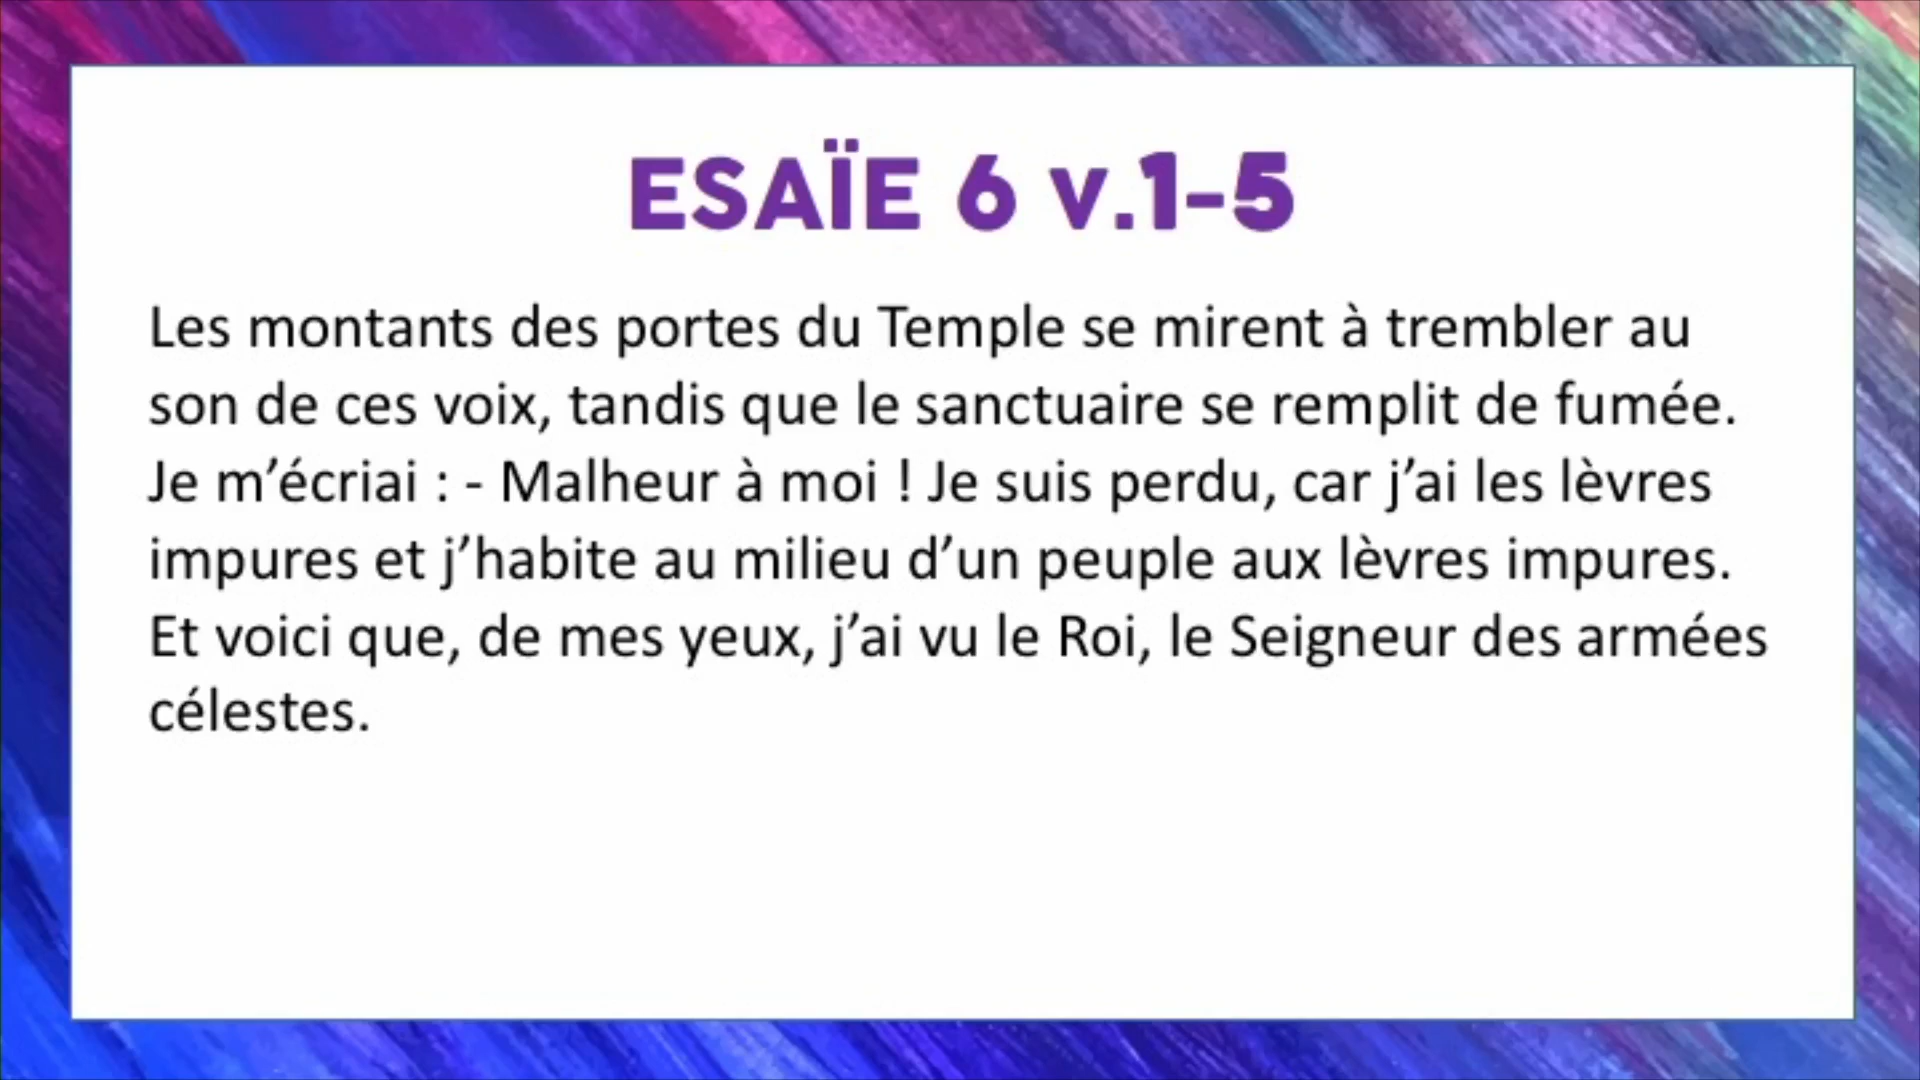 ESAÏE 6 v.1-5
Les montants des portes du Temple se mirent à trembler au
son de ces voix, tandis que le sanctuaire se remplit de fumée.
Je m’écriai : - Malheur à moi ! Je suis perdu, car j’ai les lèvres
impures et j’habite au milieu d’un peuple aux lèvres impures.
Et voici que, de mes yeux, j’ai vu le Roi, le Seigneur des armées
célestes.